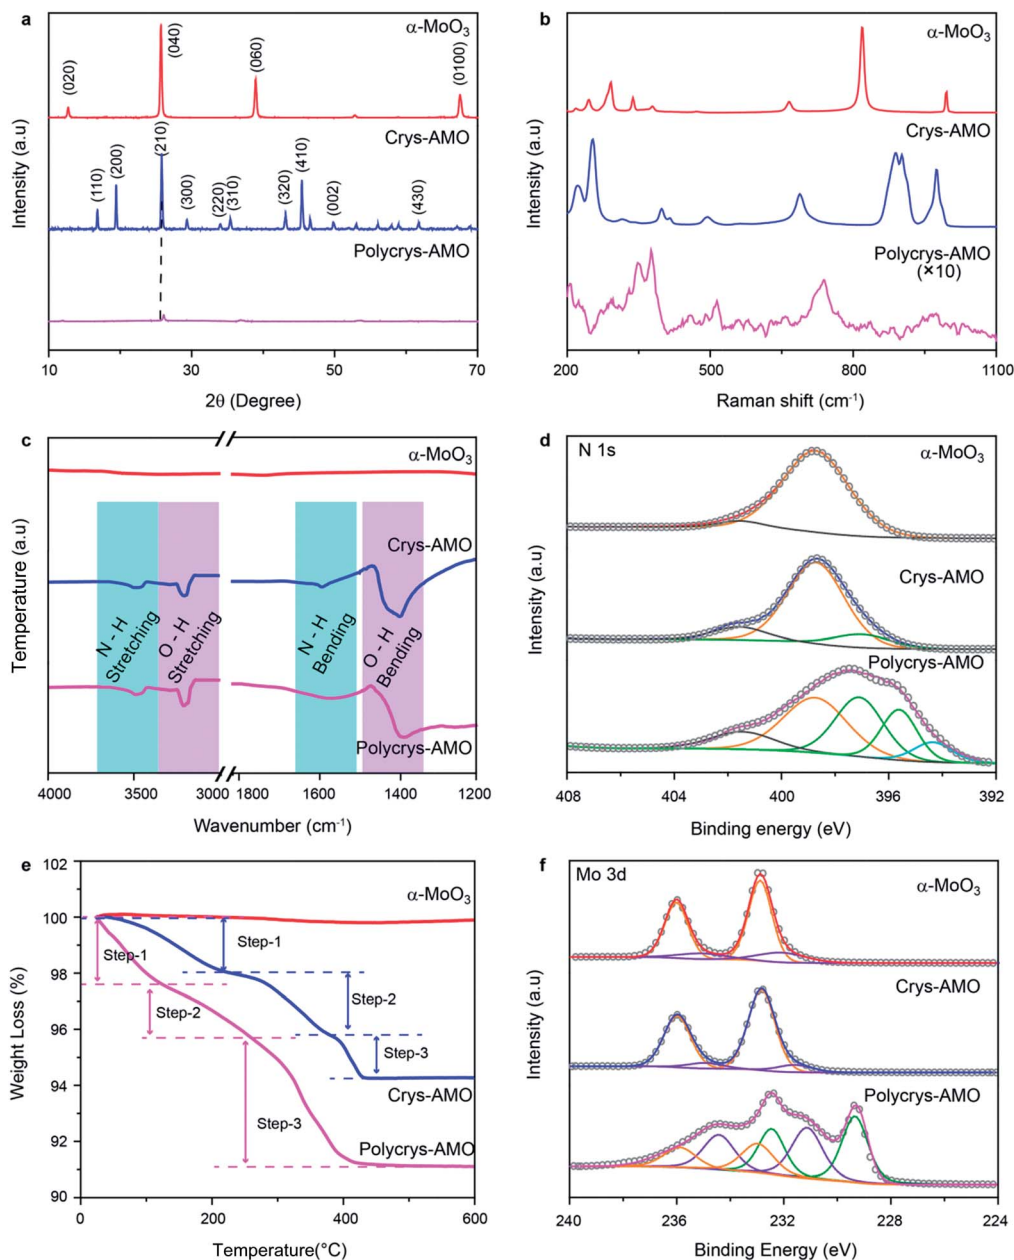 a
α-MoO₃
(020)
(040)
(060)
(0100)
Crys-AMO
(110)
(200)
(210)
(300)
(220)
(310)
(320)
(410)
(002)
(430)
Polycrys-AMO
Intensity (a.u)
10
30
50
70
2θ (Degree)
b
α-MoO₃
Crys-AMO
Polycrys-AMO
(×10)
Intensity (a.u)
200
500
800
1100
Raman shift (cm⁻¹)
c
α-MoO₃
Crys-AMO
N - H
Stretching
O - H
Stretching
N - H
Bending
O - H
Bending
Polycrys-AMO
Temperature (a.u)
4000
3500
3000
1800
1600
1400
1200
Wavenumber (cm⁻¹)
d
N 1s
α-MoO₃
Crys-AMO
Polycrys-AMO
Intensity (a.u)
408
404
400
396
392
Binding energy (eV)
e
102
100
98
96
94
92
90
Weight Loss (%)
α-MoO₃
Step-1
Step-1
Step-2
Step-2
Step-3
Step-3
Crys-AMO
Polycrys-AMO
0
200
400
600
Temperature(°C)
f
Mo 3d
α-MoO₃
Crys-AMO
Polycrys-AMO
Intensity (a.u)
240
236
232
228
224
Binding Energy (eV)